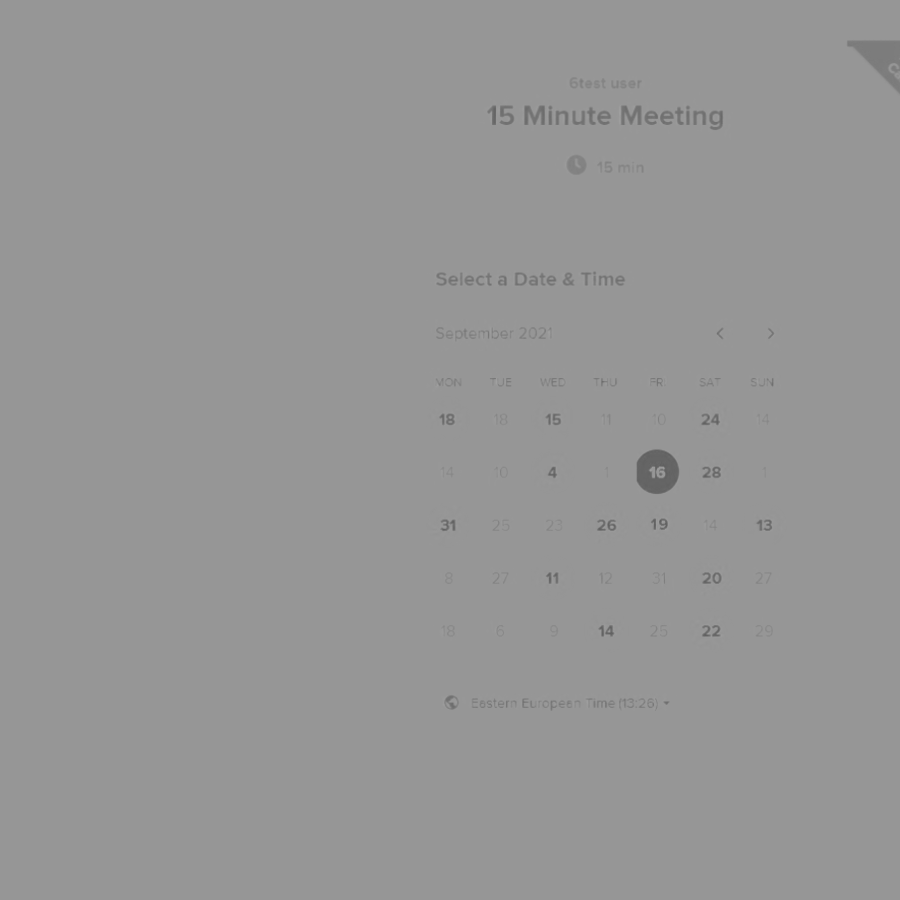 6test user
15 Minute Meeting
15 min
Select a Date & Time
September 2021
MON TUE WED THU FRI SAT SUN
18 18 15 11 10 24 14
14 10 4 1 16 28 1
31 25 23 26 19 14 13
8 27 11 12 31 20 27
18 6 9 14 25 22 29
Eastern European Time (13:26)